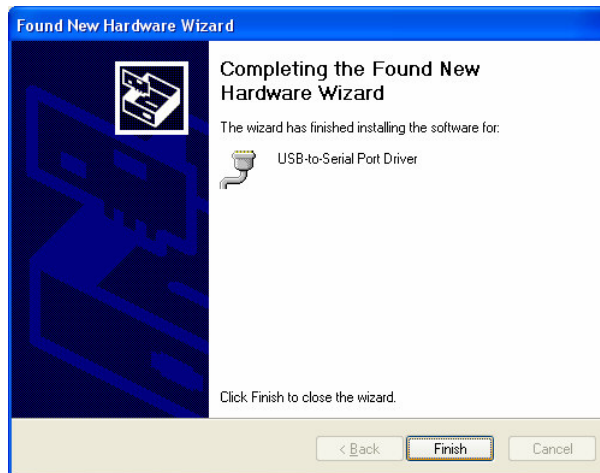 Found New Hardware Wizard
Completing the Found New
Hardware Wizard
The wizard has finished installing the software for:
USB-to-Serial Port Driver
Click Finish to close the wizard.
< Back
Finish
Cancel